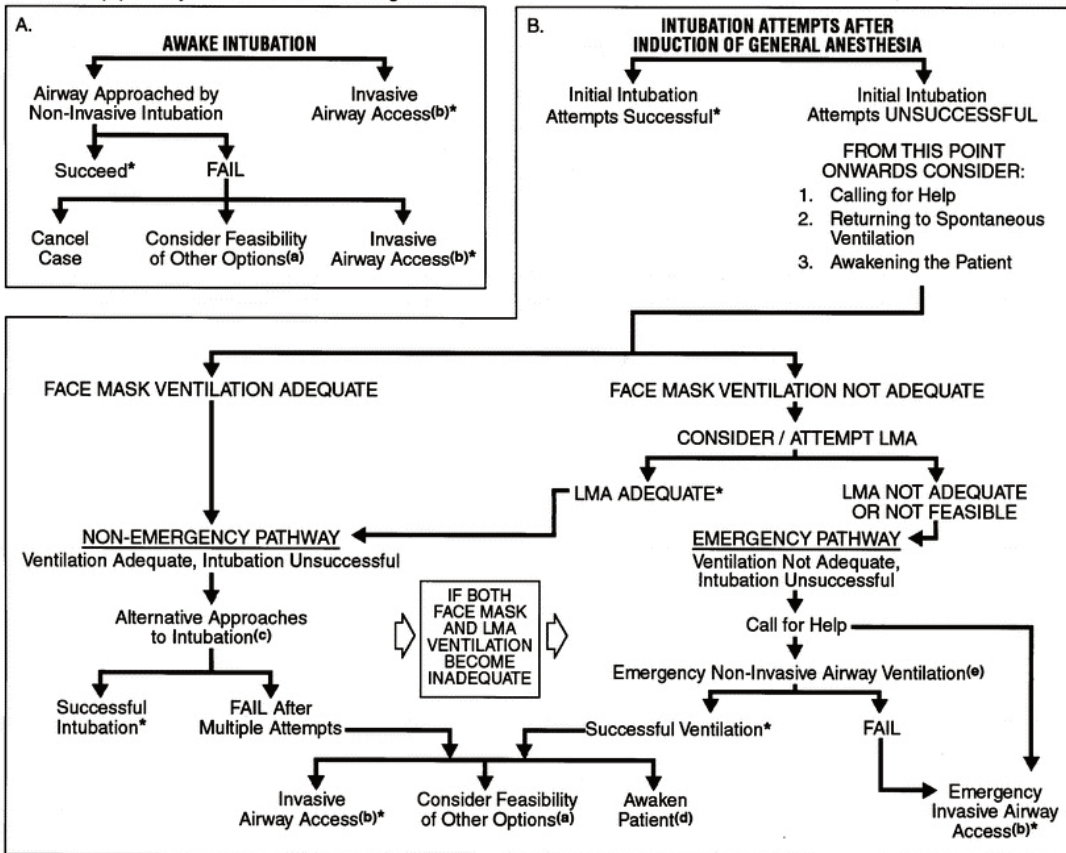 A.
AWAKE INTUBATION
Airway Approached by
Non-Invasive Intubation
Invasive
Airway Access(b)*
Succeed*
FAIL
Cancel
Case
Consider Feasibility
of Other Options(a)
Invasive
Airway Access(b)*
B.
INTUBATION ATTEMPTS AFTER
INDUCTION OF GENERAL ANESTHESIA
Initial Intubation
Attempts Successful*
Initial Intubation
Attempts UNSUCCESSFUL
FROM THIS POINT
ONWARDS CONSIDER:
1. Calling for Help
2. Returning to Spontaneous
Ventilation
3. Awakening the Patient
FACE MASK VENTILATION ADEQUATE
FACE MASK VENTILATION NOT ADEQUATE
CONSIDER / ATTEMPT LMA
LMA ADEQUATE*
LMA NOT ADEQUATE
OR NOT FEASIBLE
NON-EMERGENCY PATHWAY
Ventilation Adequate, Intubation Unsuccessful
EMERGENCY PATHWAY
Ventilation Not Adequate,
Intubation Unsuccessful
Alternative Approaches
to Intubation(c)
IF BOTH
FACE MASK
AND LMA
VENTILATION
BECOME
INADEQUATE
Call for Help
Emergency Non-Invasive Airway Ventilation(e)
Successful
Intubation*
FAIL After
Multiple Attempts
Successful Ventilation*
FAIL
Invasive
Airway Access(b)*
Consider Feasibility
of Other Options(a)
Awaken
Patient(d)
Emergency
Invasive Airway
Access(b)*